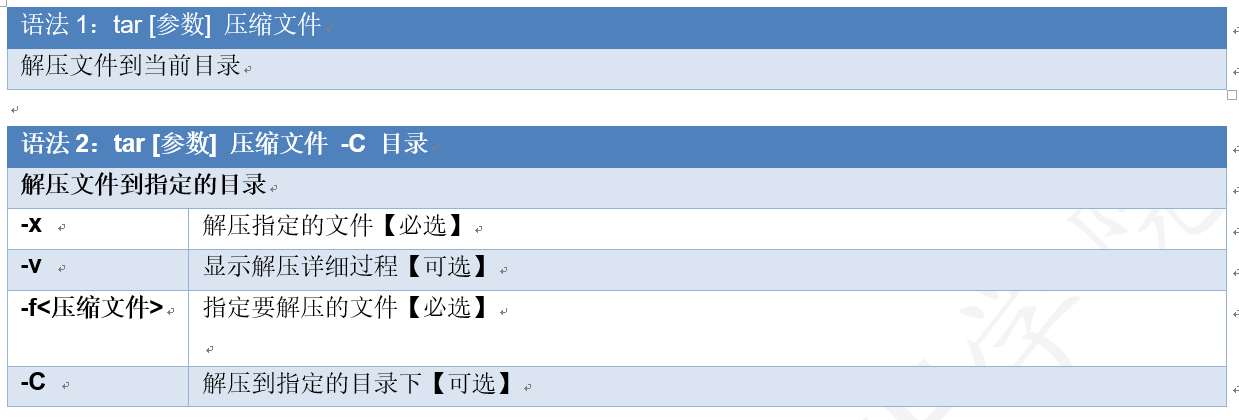 语法 1：tar [参数] 压缩文件
解压文件到当前目录
语法 2：tar [参数] 压缩文件 -C 目录
解压文件到指定的目录
-x 解压指定的文件【必选】
-v 显示解压详细过程【可选】
-f<压缩文件> 指定要解压的文件【必选】
-C 解压到指定的目录下【可选】
学院